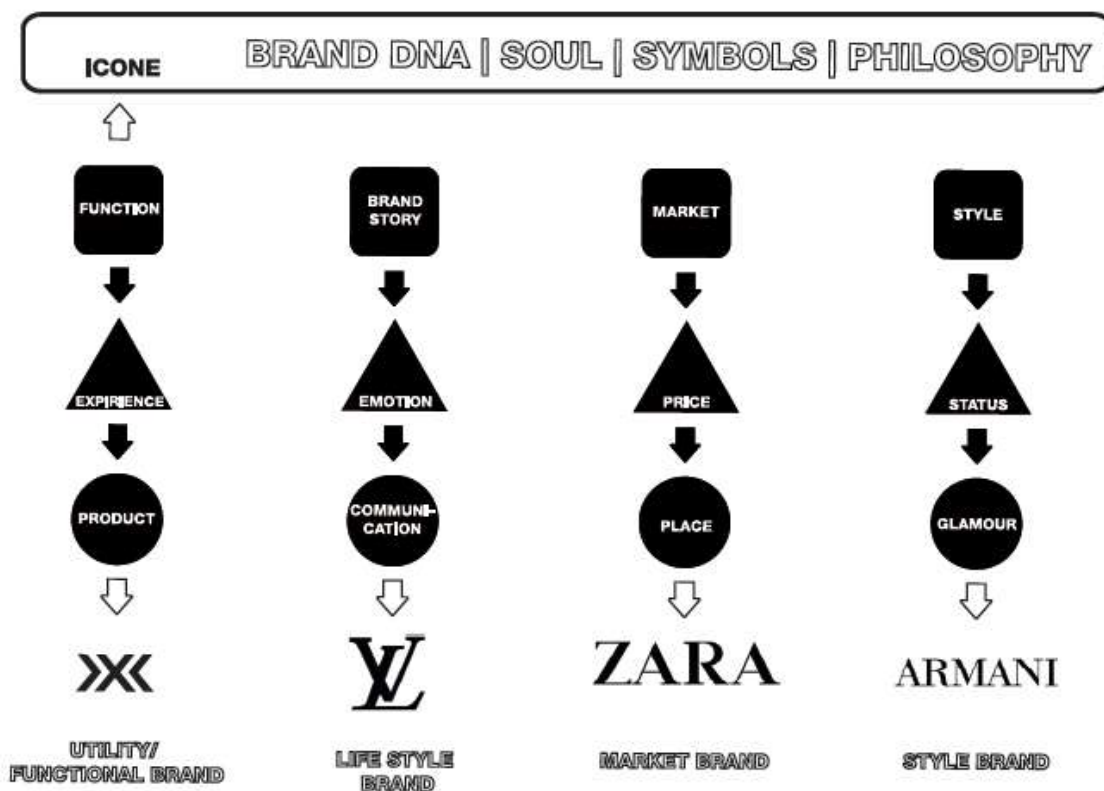 ICONE
BRAND DNA | SOUL | SYMBOLS | PHILOSOPHY
FUNCTION
BRAND
STORY
MARKET
STYLE
EXPIRIENCE
EMOTION
PRICE
STATUS
PRODUCT
COMMUNI-
CATION
PLACE
GLAMOUR
LV
ZARA
ARMANI
UTILITY/
FUNCTIONAL BRAND
LIFE STYLE
BRAND
MARKET BRAND
STYLE BRAND